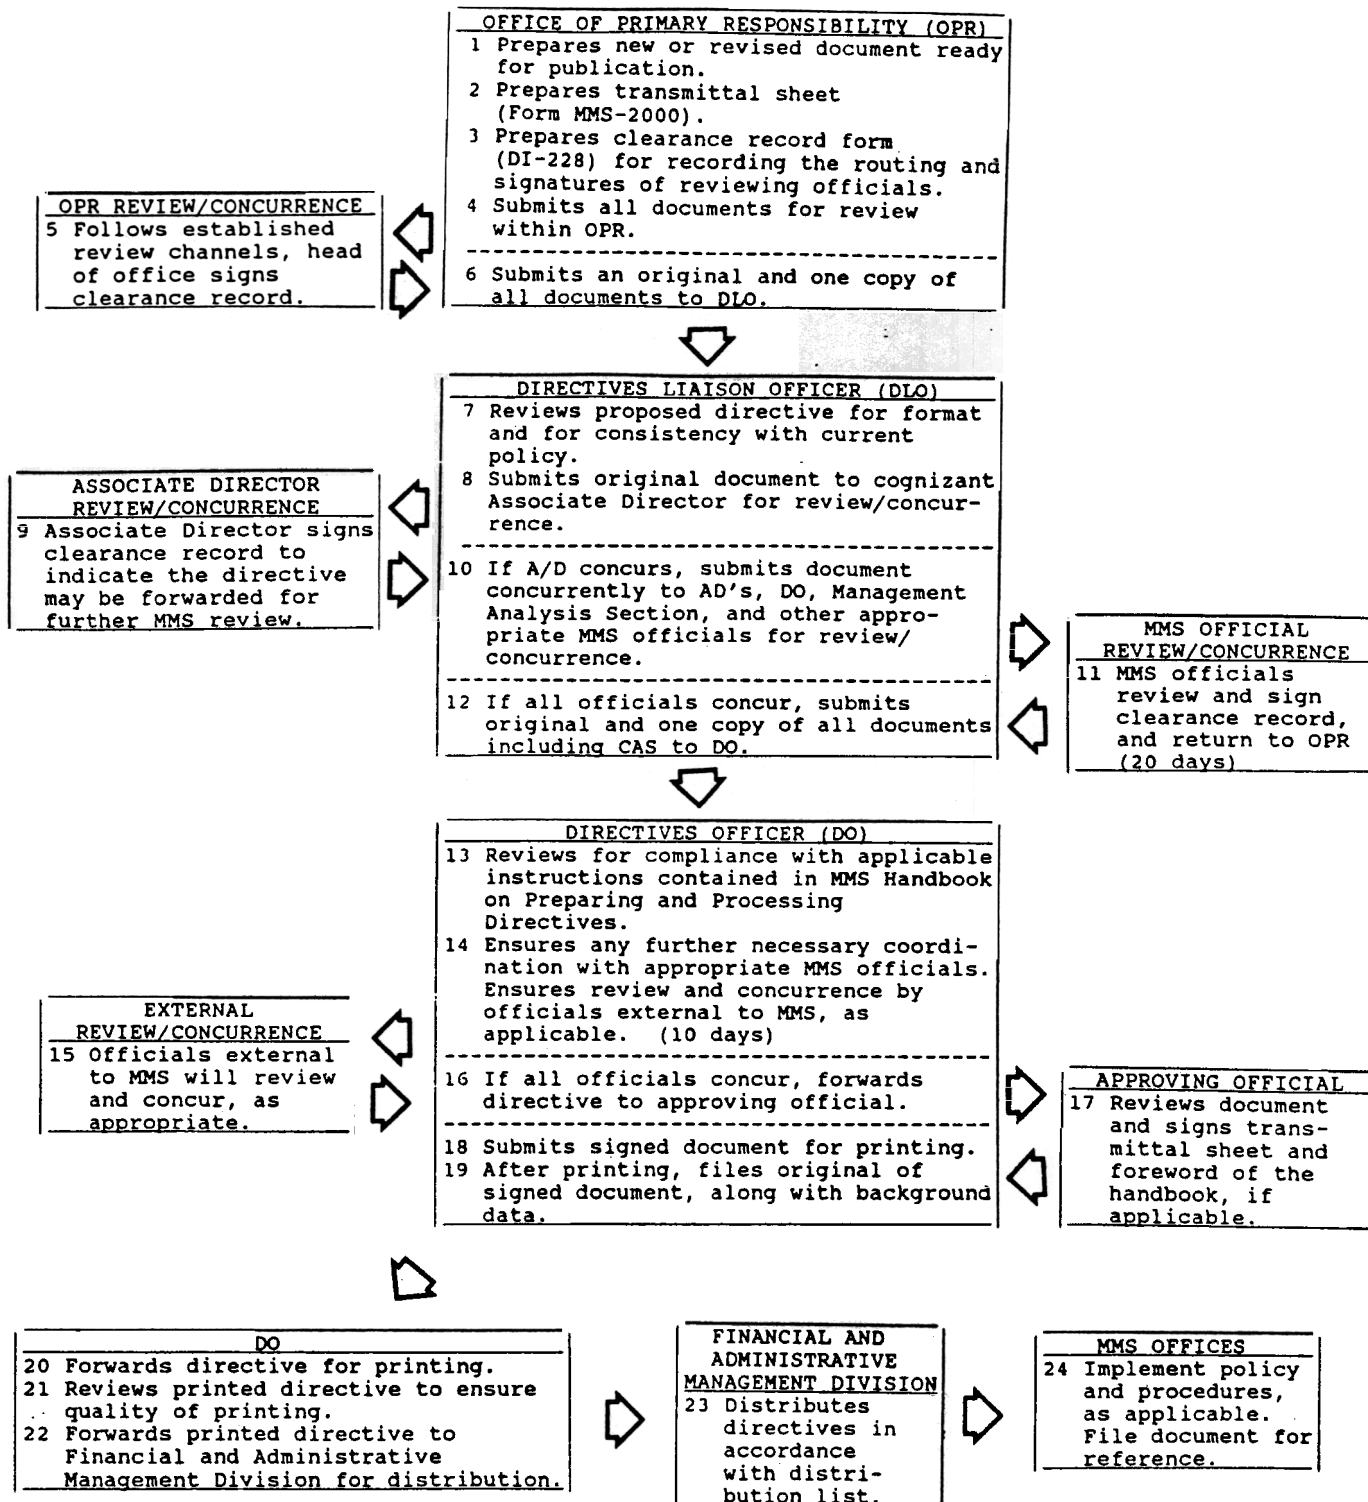 OFFICE OF PRIMARY RESPONSIBILITY (OPR)
1 Prepares new or revised document ready
for publication.
2 Prepares transmittal sheet
(Form MMS-2000).
3 Prepares clearance record form
(DI-228) for recording the routing and
signatures of reviewing officials.
4 Submits all documents for review
within OPR.
6 Submits an original and one copy of
all documents to DLO.
OPR REVIEW/CONCURRENCE
5 Follows established
review channels, head
of office signs
clearance record.
DIRECTIVES LIAISON OFFICER (DLO)
7 Reviews proposed directive for format
and for consistency with current
policy.
8 Submits original document to cognizant
Associate Director for review/concur-
rence.
10 If A/D concurs, submits document
concurrently to AD's, DO, Management
Analysis Section, and other appro-
priate MMS officials for review/
concurrence.
12 If all officials concur, submits
original and one copy of all documents
including CAS to DO.
ASSOCIATE DIRECTOR
REVIEW/CONCURRENCE
9 Associate Director signs
clearance record to
indicate the directive
may be forwarded for
further MMS review.
MMS OFFICIAL
REVIEW/CONCURRENCE
11 MMS officials
review and sign
clearance record,
and return to OPR
(20 days)
DIRECTIVES OFFICER (DO)
13 Reviews for compliance with applicable
instructions contained in MMS Handbook
on Preparing and Processing
Directives.
14 Ensures any further necessary coordi-
nation with appropriate MMS officials.
Ensures review and concurrence by
officials external to MMS, as
applicable. (10 days)
16 If all officials concur, forwards
directive to approving official.
18 Submits signed document for printing.
19 After printing, files original of
signed document, along with background
data.
EXTERNAL
REVIEW/CONCURRENCE
15 Officials external
to MMS will review
and concur, as
appropriate.
APPROVING OFFICIAL
17 Reviews document
and signs trans-
mittal sheet and
foreword of the
handbook, if
applicable.
DO
20 Forwards directive for printing.
21 Reviews printed directive to ensure
quality of printing.
22 Forwards printed directive to
Financial and Administrative
Management Division for distribution.
FINANCIAL AND
ADMINISTRATIVE
MANAGEMENT DIVISION
23 Distributes
directives in
accordance
with distri-
bution list.
MMS OFFICES
24 Implement policy
and procedures,
as applicable.
File document for
reference.